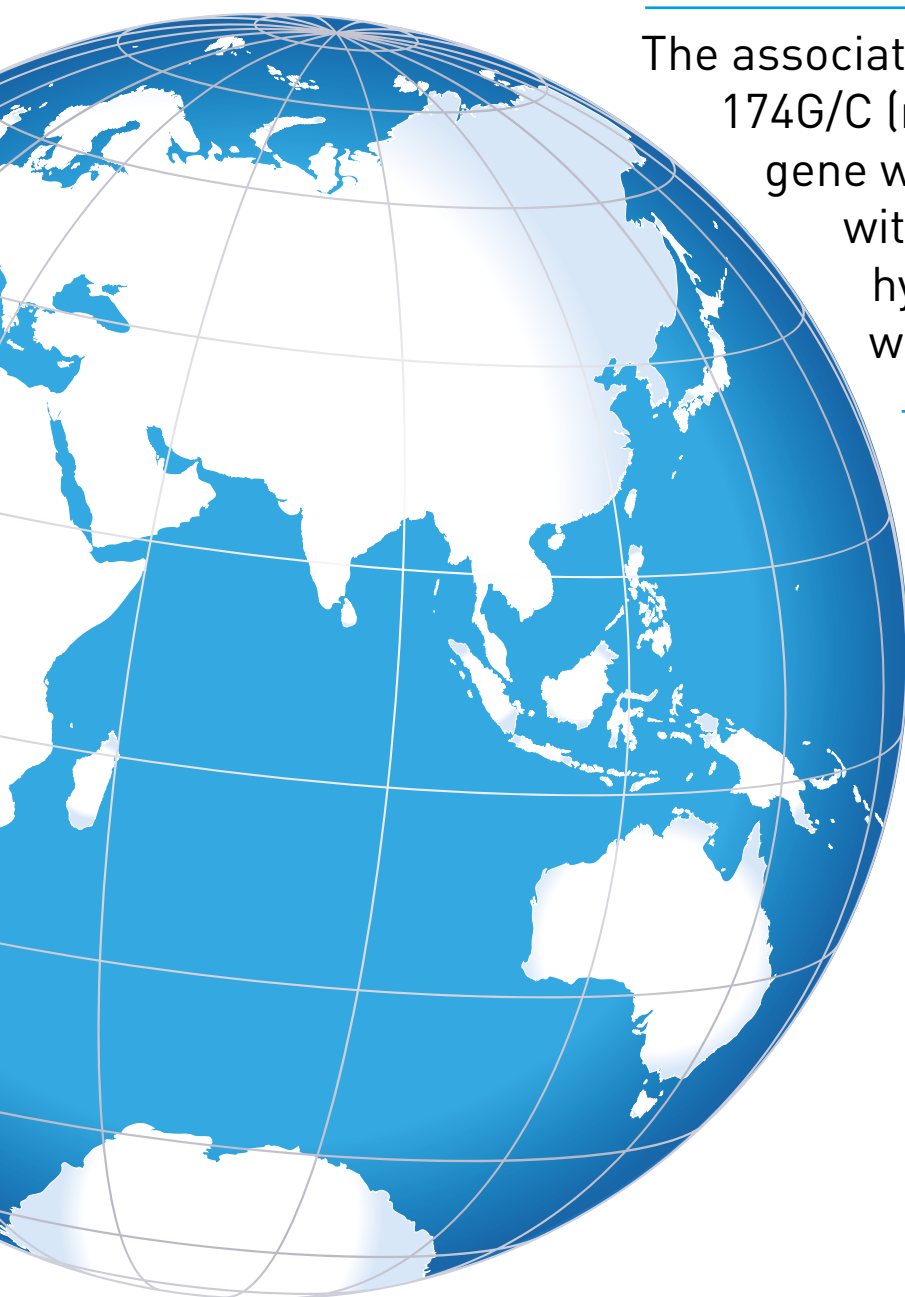 The associat
174G/C (r
gene w
wit
hy
w